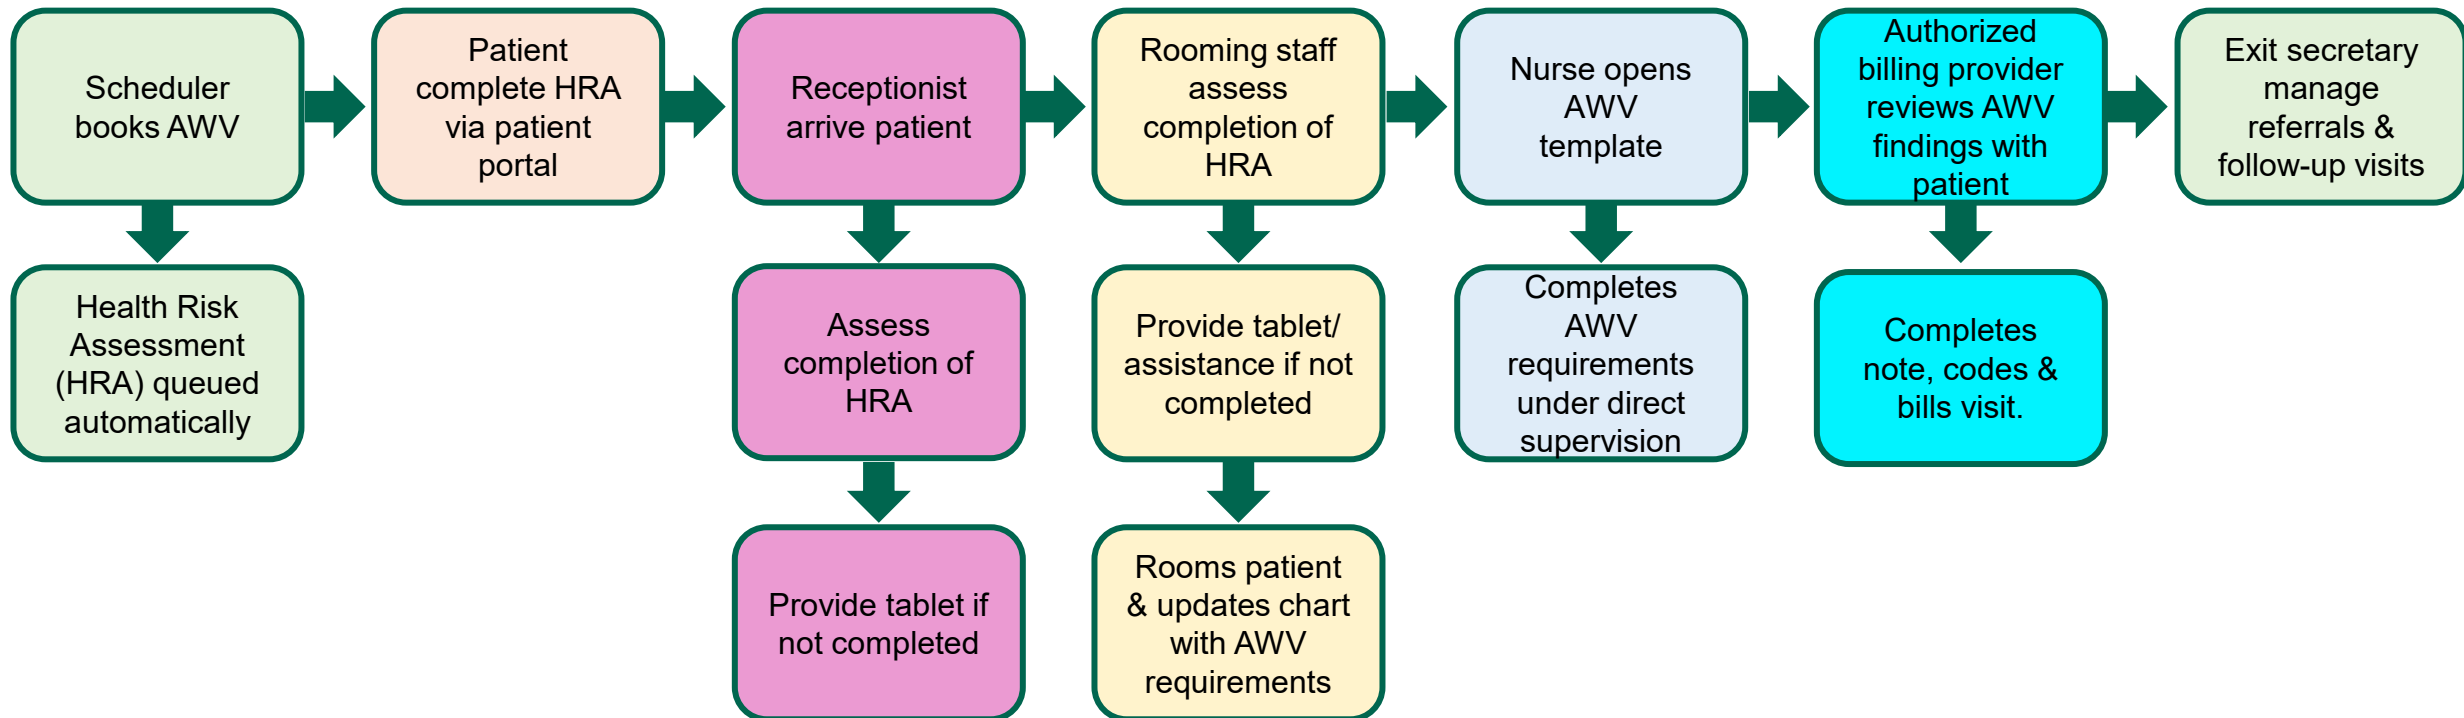 Scheduler
books AWV
Patient
complete HRA
via patient
portal
Receptionist
arrive patient
Rooming staff
assess
completion of
HRA
Nurse opens
AWV
template
Authorized
billing provider
reviews AWV
findings with
patient
Exit secretary
manage
referrals &
follow-up visits
Health Risk
Assessment
(HRA) queued
automatically
Assess
completion of
HRA
Provide tablet/
assistance if not
completed
Completes
AWV
requirements
under direct
supervision
Completes
note, codes &
bills visit.
Provide tablet if
not completed
Rooms patient
& updates chart
with AWV
requirements